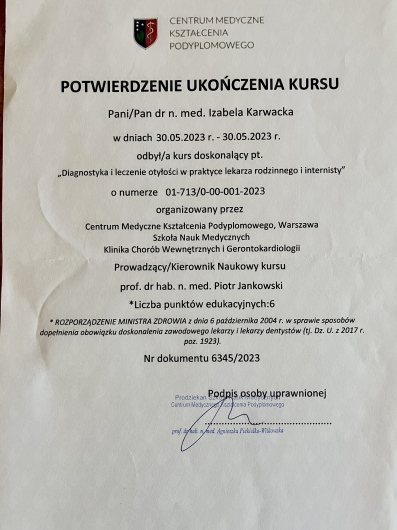 CENTRUM MEDYCZNE
KSZTAŁCENIA
PODYPLOMOWEGO
POTWIERDZENIE UKOŃCZENIA KURSU
Pani/Pan dr n. med. Izabela Karwacka
w dniach 30.05.2023 r. - 30.05.2023 r.
odbył/a kurs doskonalący pt.
„Diagnostyka i leczenie otyłości w praktyce lekarza rodzinnego i internisty”
o numerze 01-713/0-00-001-2023
organizowany przez
Centrum Medyczne Kształcenia Podyplomowego, Warszawa
Szkoła Nauk Medycznych
Klinika Chorób Wewnętrznych i Gerontokardiologii
Prowadzący/Kierownik Naukowy kursu
prof. dr hab. n. med. Piotr Jankowski
*Liczba punktów edukacyjnych:6
* ROZPORZĄDZENIE MINISTRA ZDROWIA z dnia 6 października 2004 r. w sprawie sposobów
dopełnienia obowiązku doskonalenia zawodowego lekarzy i lekarzy dentystów (tj. Dz. U. z 2017 r.
poz. 1923).
Nr dokumentu 6345/2023
Podpis osoby uprawnionej
Prodziekan
Centrum Medycznego Kształcenia Podyplomowego
prof. dr hab. n. med. Agnieszka